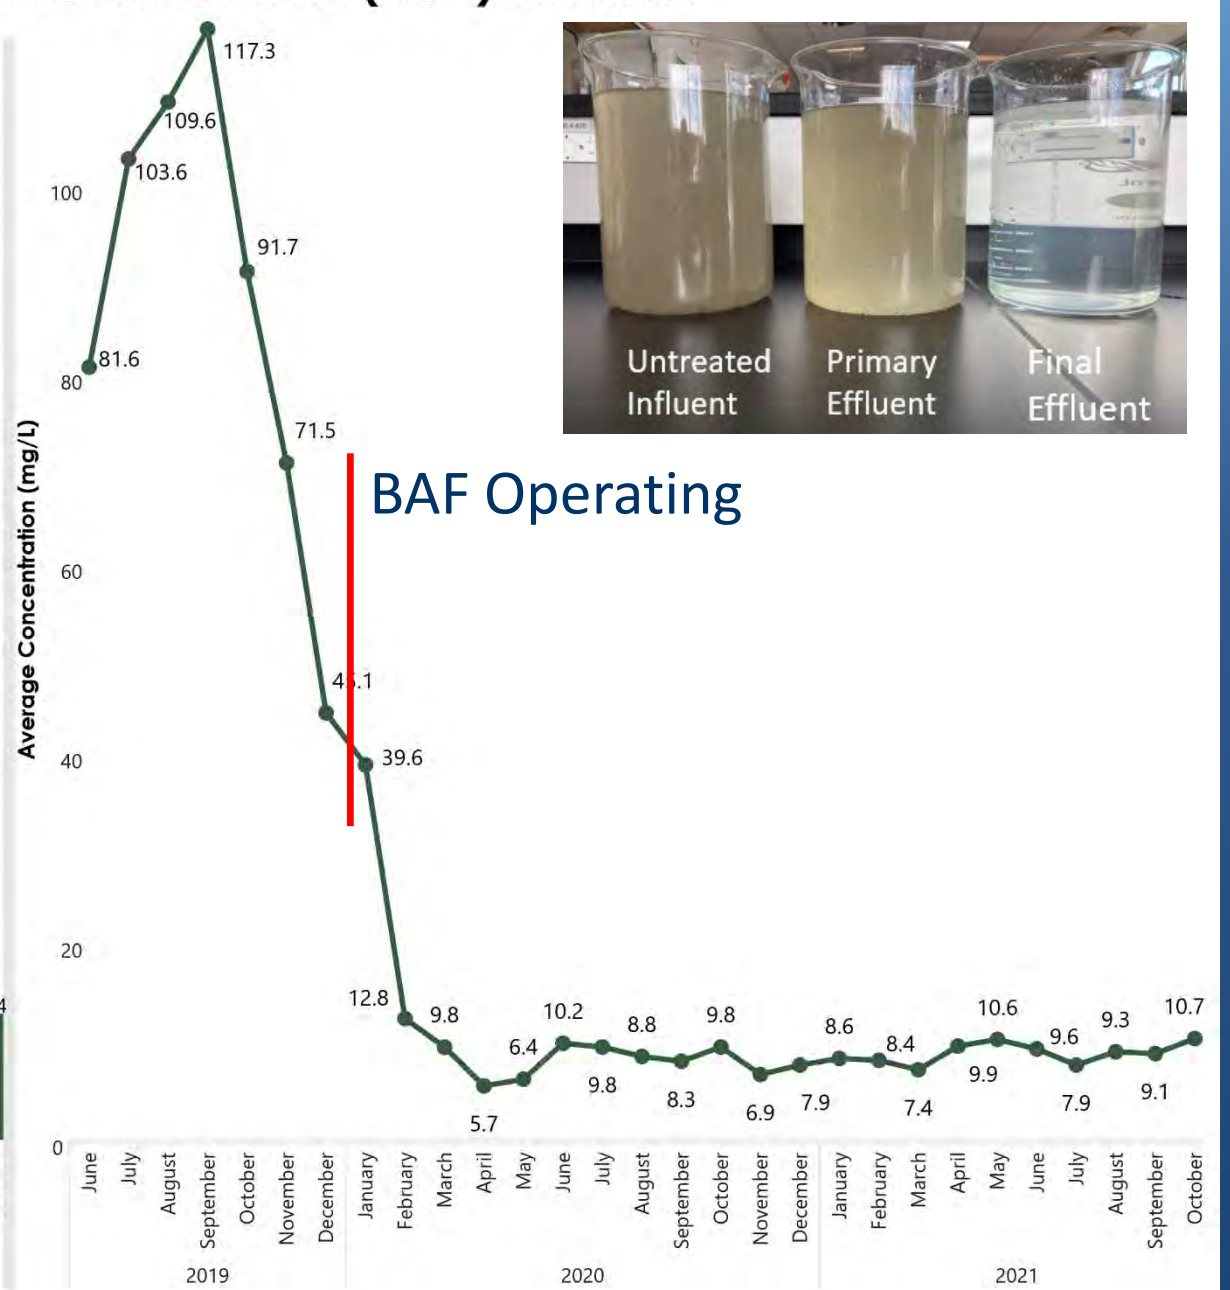 117.3
109.6
103.6
100
91.7
81.6
80
Untreated Influent
Primary Effluent
Final Effluent
71.5
BAF Operating
Average Concentration (mg/L)
60
45.1
40
39.6
20
12.8
9.8
5.7
6.4
10.2
9.8
8.8
8.3
9.8
6.9
7.9
8.6
8.4
7.4
9.9
10.6
9.6
7.9
9.3
9.1
10.7
4
0
June
July
August
September
October
November
December
January
February
March
April
May
June
July
August
September
October
November
December
January
February
March
April
May
June
July
August
September
October
2019
2020
2021